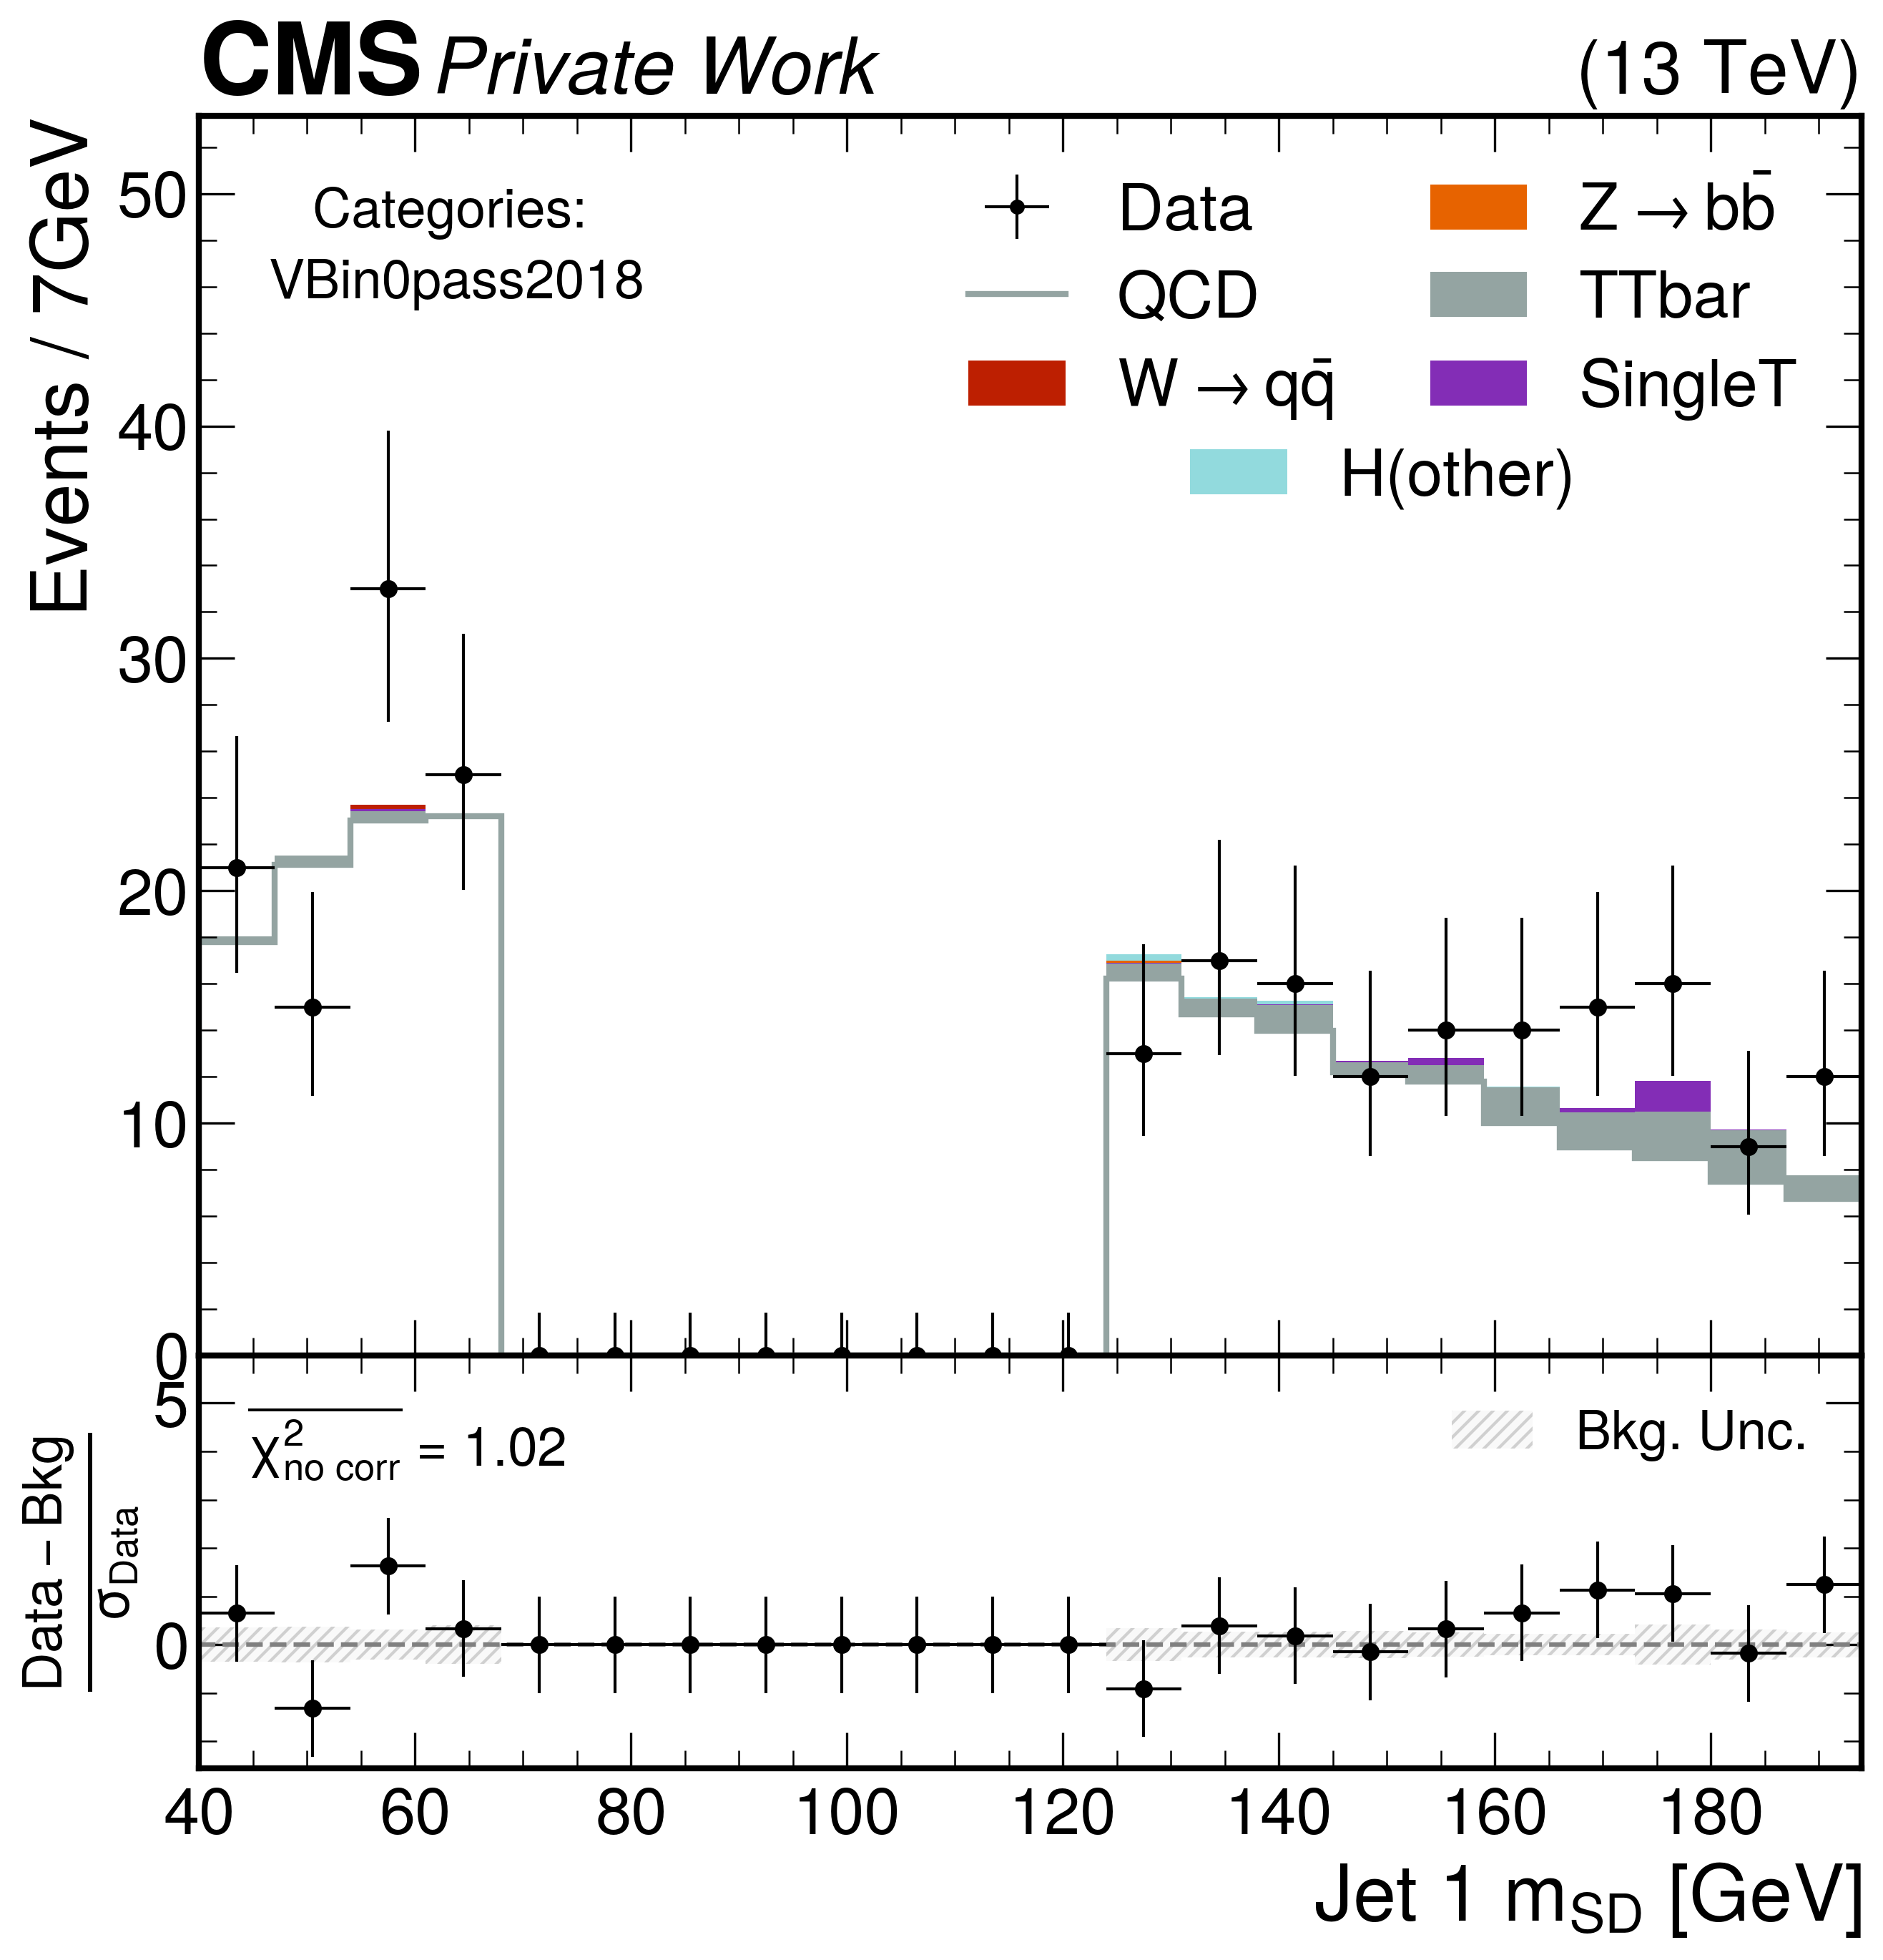 CMS Private Work (13 TeV)
Events / 7GeV
50
40
30
20
10
0
Categories:
VBin0pass2018
Data
QCD
W → qq̄
Z → bb̄
TTbar
SingleT
H(other)
Data − Bkg
σData
5
0
χ²no corr = 1.02
Bkg. Unc.
40 60 80 100 120 140 160 180
Jet 1 mSD [GeV]